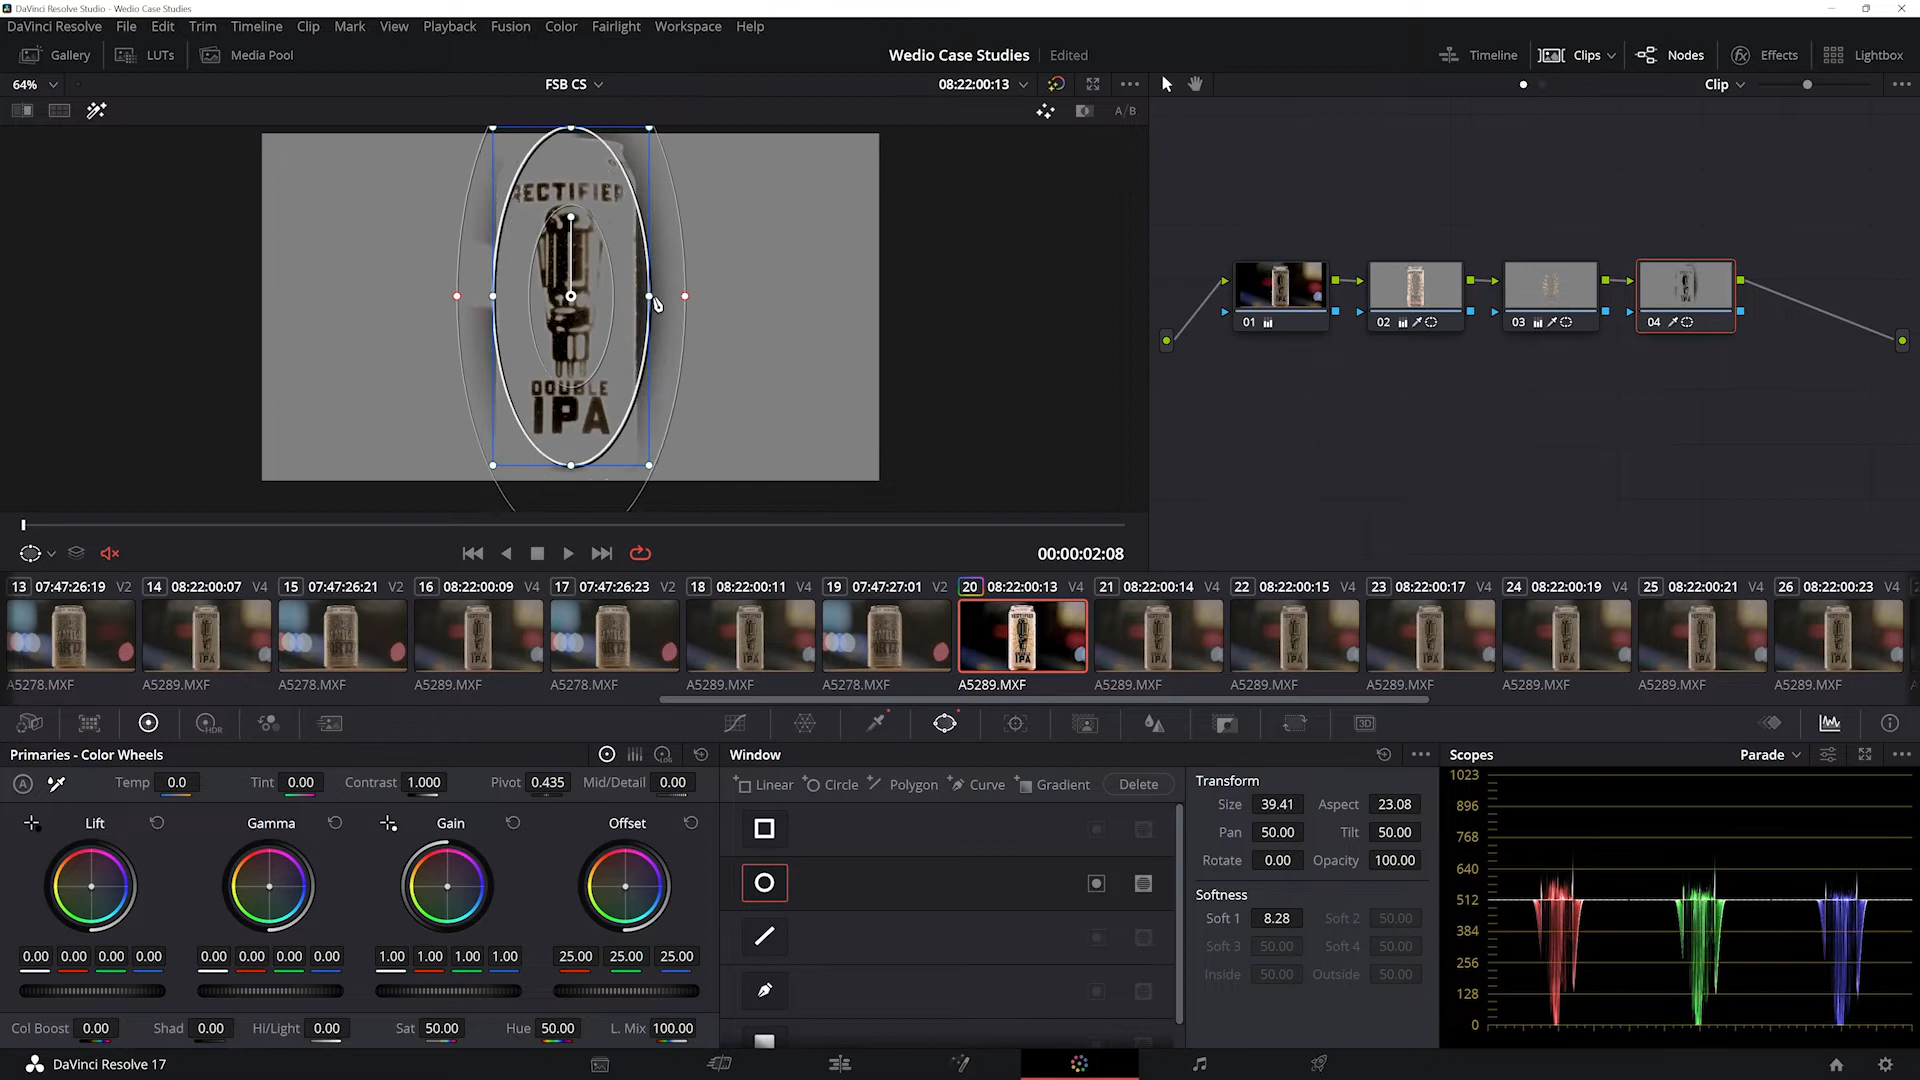 DaVinci Resolve Studio - Wedio Case Studies
DaVinci Resolve File Edit Trim Timeline Clip Mark View Playback Fusion Color Fairlight Workspace Help
Gallery LUTs Media Pool Wedio Case Studies Edited Timeline Clips Nodes Effects Lightbox
64% FSB CS 08:22:00:13 Clip
A/B
RECTIFIER
DOUBLE
IPA
01 02 03 04
00:00:02:08
13 07:47:26:19 V2 14 08:22:00:07 V4 15 07:47:26:21 V2 16 08:22:00:09 V4 17 07:47:26:23 V2 18 08:22:00:11 V4 19 07:47:27:01 V2 20 08:22:00:13 V4 21 08:22:00:14 V4 22 08:22:00:15 V4 23 08:22:00:17 V4 24 08:22:00:19 V4 25 08:22:00:21 V4 26 08:22:00:23 V4
A5278.MXF A5289.MXF A5278.MXF A5289.MXF A5278.MXF A5289.MXF A5278.MXF A5289.MXF A5289.MXF A5289.MXF A5289.MXF A5289.MXF A5289.MXF A5289.MXF
HDR 3D
Primaries - Color Wheels LOG Window Scopes Parade
A Temp 0.0 Tint 0.00 Contrast 1.000 Pivot 0.435 Mid/Detail 0.00
Linear Circle Polygon Curve Gradient Delete
Lift Gamma Gain Offset
0.00 0.00 0.00 0.00 0.00 0.00 0.00 0.00 1.00 1.00 1.00 1.00 25.00 25.00 25.00
Col Boost 0.00 Shad 0.00 Hi/Light 0.00 Sat 50.00 Hue 50.00 L. Mix 100.00
Transform
Size 39.41 Aspect 23.08
Pan 50.00 Tilt 50.00
Rotate 0.00 Opacity 100.00
Softness
Soft 1 8.28 Soft 2 50.00
Soft 3 50.00 Soft 4 50.00
Inside 50.00 Outside 50.00
1023
896
768
640
512
384
256
128
0
DaVinci Resolve 17